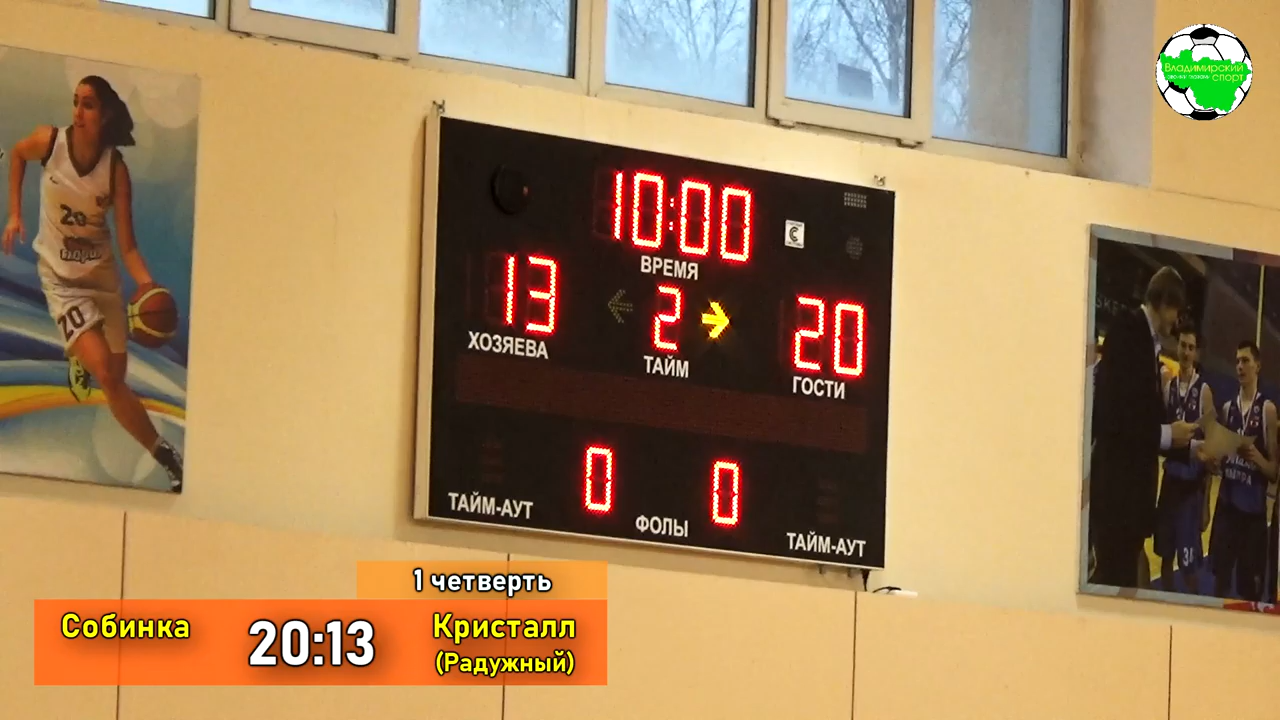 Владимирский
спорт
20
20
10:00
ВРЕМЯ
13
2
20
ХОЗЯЕВА
ТАЙМ
ГОСТИ
0
0
ТАЙМ-АУТ
ФОЛЫ
ТАЙМ-АУТ
1 четверть
Собинка
20:13
Кристалл
(Радужный)